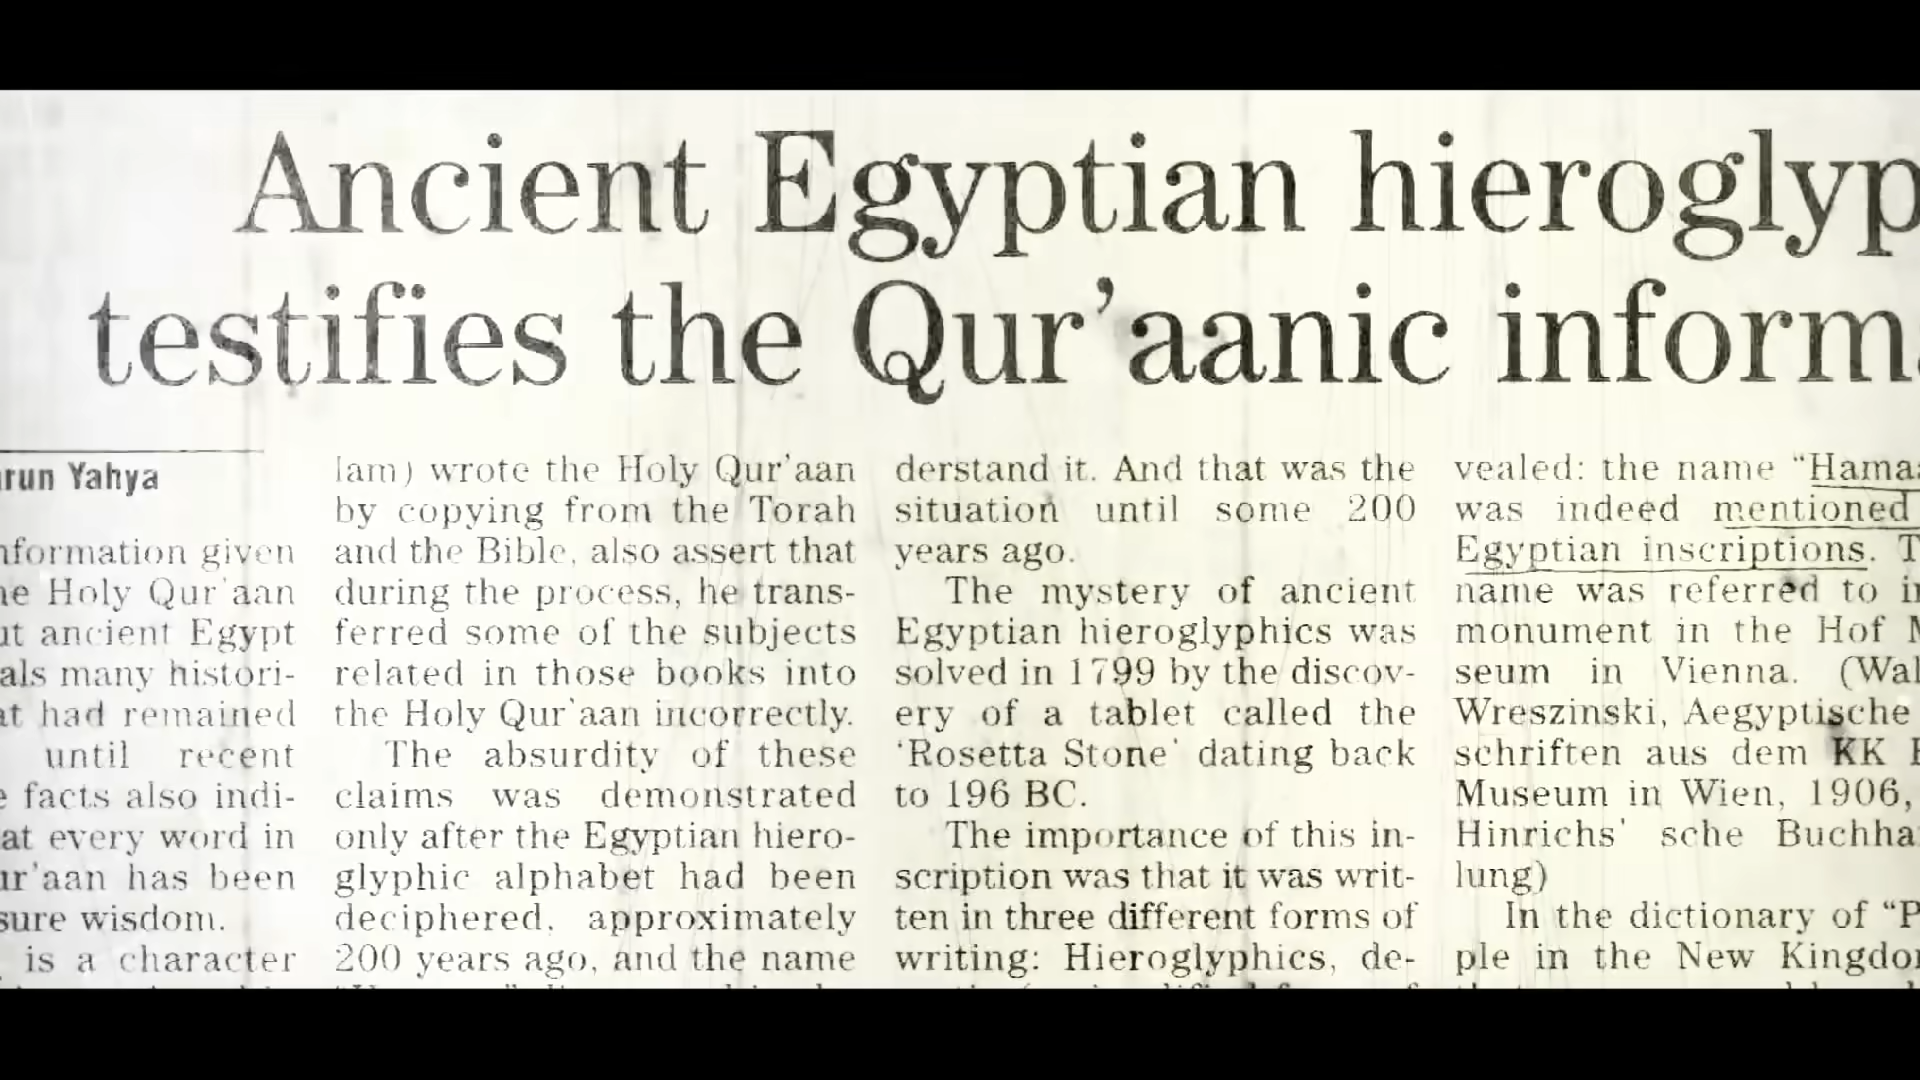 Ancient Egyptian hieroglyp
testifies the Qur'aanic inform
run Yahya
nformation given
he Holy Qur'aan
ut ancient Egypt
als many histori-
at had remained
until recent
e facts also indi-
at every word in
ur'aan has been
sure wisdom.
is a character
lam) wrote the Holy Qur'aan
by copying from the Torah
and the Bible, also assert that
during the process, he trans-
ferred some of the subjects
related in those books into
the Holy Qur'aan incorrectly.
The absurdity of these
claims was demonstrated
only after the Egyptian hiero-
glyphic alphabet had been
deciphered, approximately
200 years ago, and the name
derstand it. And that was the
situation until some 200
years ago.
The mystery of ancient
Egyptian hieroglyphics was
solved in 1799 by the discov-
ery of a tablet called the
'Rosetta Stone' dating back
to 196 BC.
The importance of this in-
scription was that it was writ-
ten in three different forms of
writing: Hieroglyphics, de-
vealed: the name "Hama
was indeed mentioned
Egyptian inscriptions. T
name was referred to in
monument in the Hof M
seum in Vienna. (Wal
Wreszinski, Aegyptische
schriften aus dem KK H
Museum in Wien, 1906,
Hinrichs' sche Buchha
lung)
In the dictionary of "P
ple in the New Kingdo